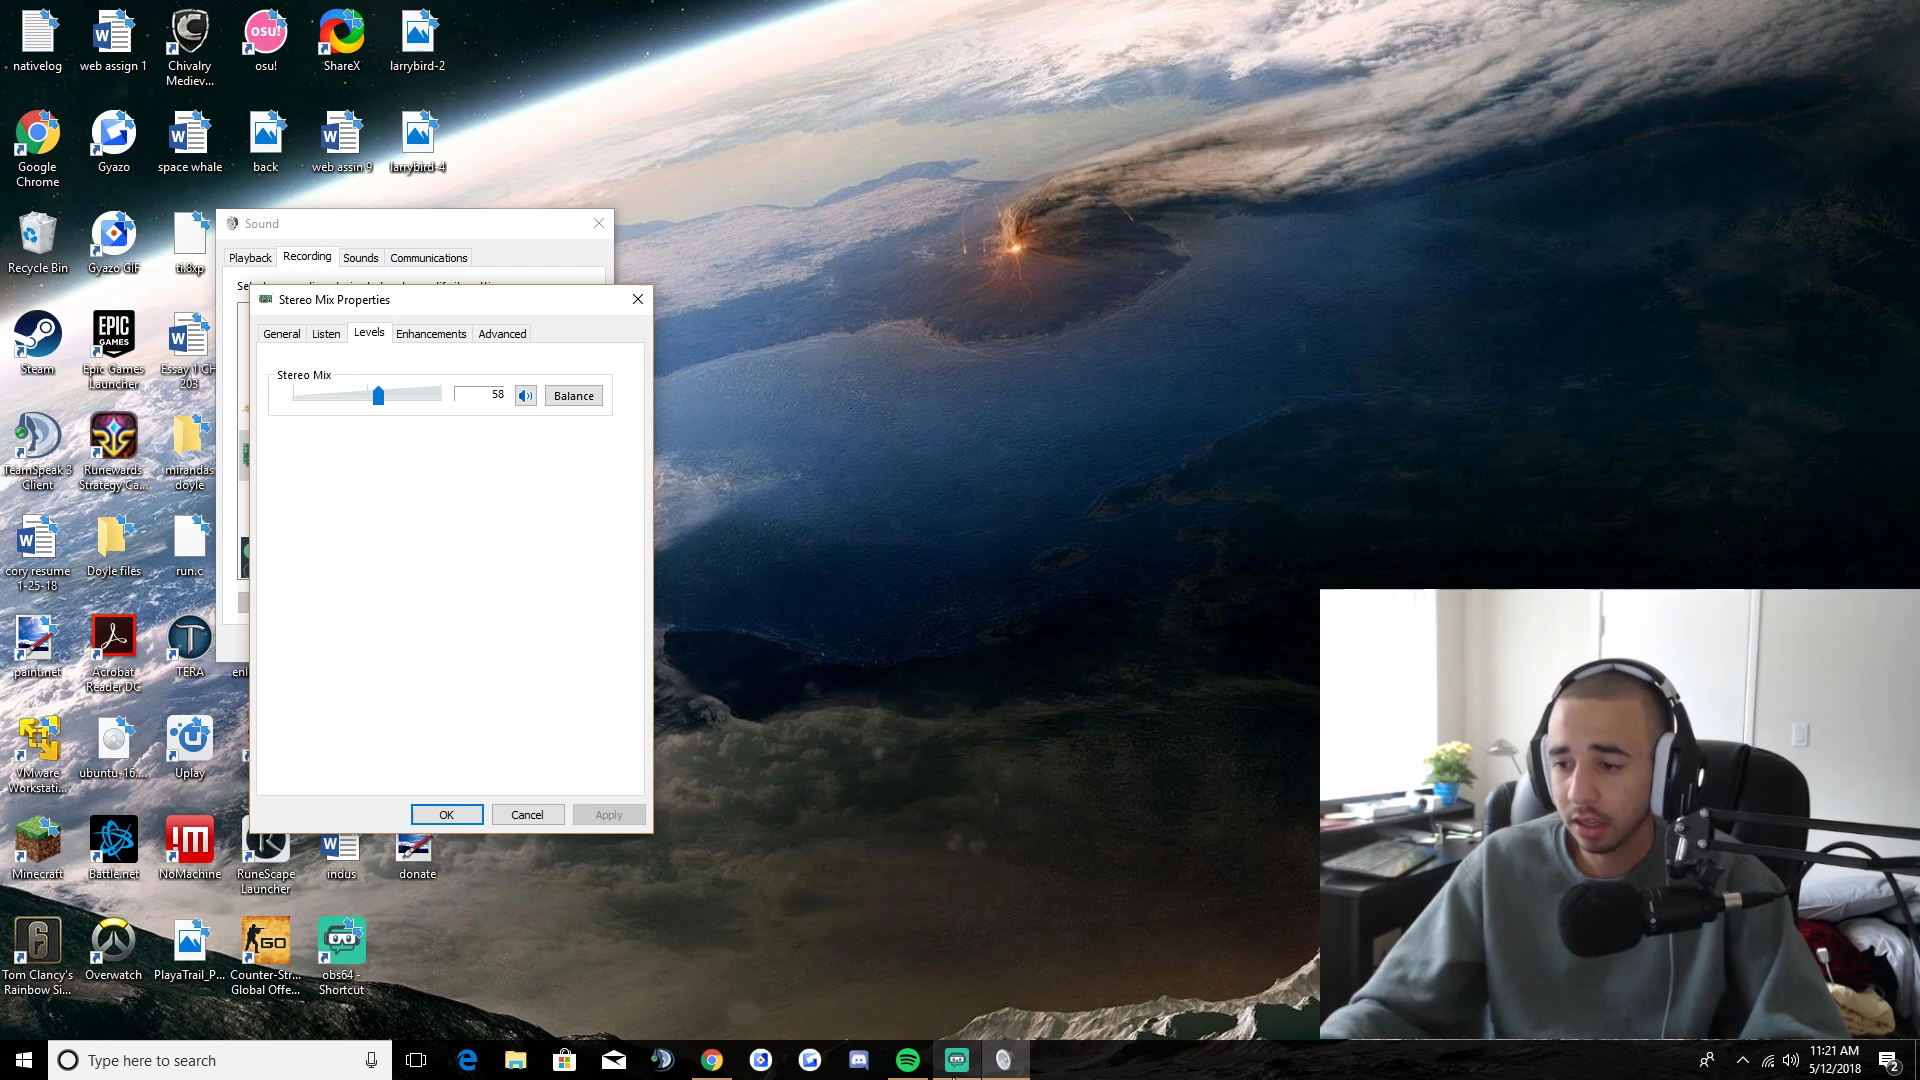 nativelog
web assign 1
Chivalry
Mediev...
osu!
osu!
ShareX
larrybird-2
Google
Chrome
Gyazo
space whale
back
web assin 9
larrybird-4
Recycle Bin
Gyazo GIF
ti.8xp
Sound
Playback
Recording
Sounds
Communications
Stereo Mix Properties
General
Listen
Levels
Enhancements
Advanced
Stereo Mix
58
Balance
OK
Cancel
Apply
Steam
EPIC
GAMES
Epic Games
Launcher
Essay 1 CH
203
TeamSpeak 3
Client
Runewards
Strategy Ca...
mirandas
doyle
cory resume
1-25-18
Doyle files
run.c
paint.net
Acrobat
Reader DC
TERA
VMware
Workstati...
ubuntu-16....
Uplay
Minecraft
Battle.net
NoMachine
RuneScape
Launcher
indus
donate
Tom Clancy's
Rainbow Si...
Overwatch
PlayaTrail_P...
GO
Counter-Str...
Global Offe...
obs64 -
Shortcut
Type here to search
11:21 AM
5/12/2018
2